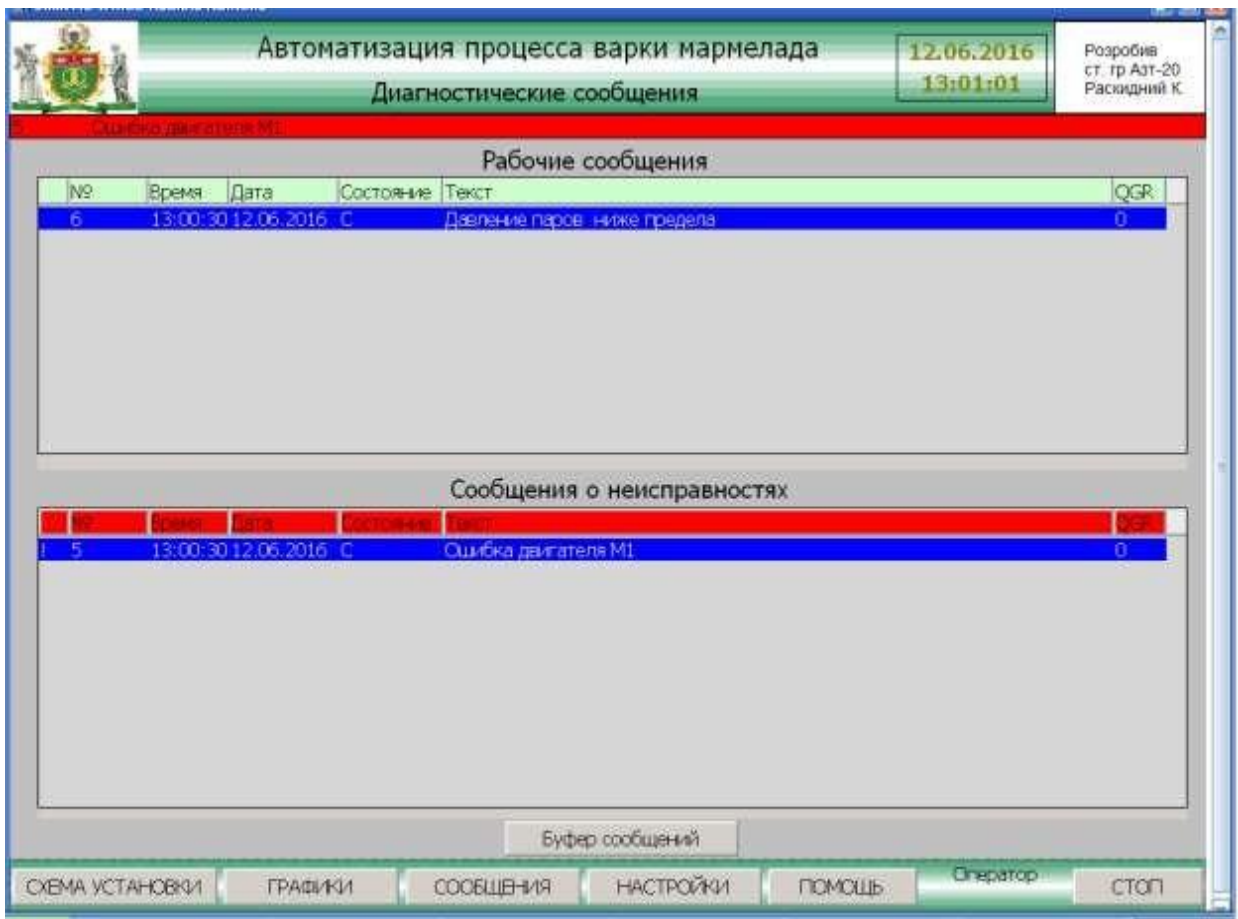 Автоматизация процесса варки мармелада
12.06.2016
Розробив
ст. гр Азт-20
Раскидний К.
Диагностические сообщения
13:01:01
5 Ошибка двигателя М1
Рабочие сообщения
№ Время Дата Состояние Текст QGR
6 13:00:30 12.06.2016 C Давление паров ниже предела 0
Сообщения о неисправностях
№ Время Дата Состояние Текст QGR
! 5 13:00:30 12.06.2016 C Ошибка двигателя М1 0
Буфер сообщений
СХЕМА УСТАНОВКИ ГРАФИКИ СООБЩЕНИЯ НАСТРОЙКИ ПОМОЩЬ Оператор СТОП